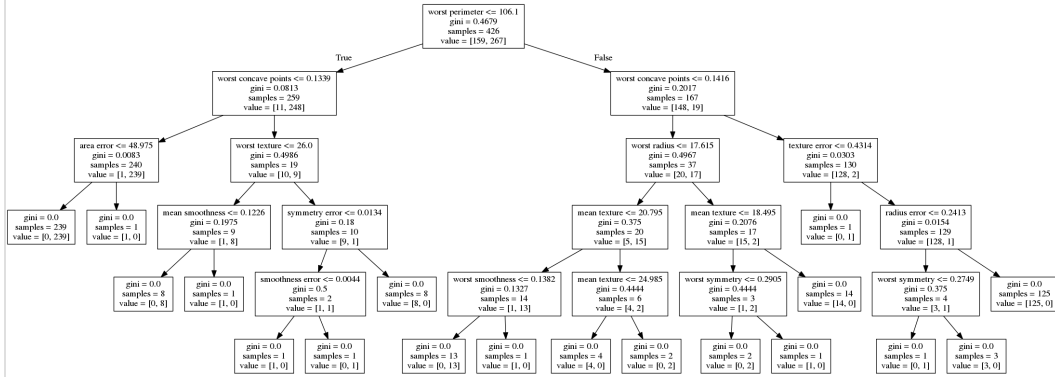 worst perimeter <= 106.1
gini = 0.4679
samples = 426
value = [159, 267]
True
False
worst concave points <= 0.1339
gini = 0.0813
samples = 259
value = [11, 248]
worst concave points <= 0.1416
gini = 0.2017
samples = 167
value = [148, 19]
area error <= 48.975
gini = 0.0083
samples = 240
value = [1, 239]
worst texture <= 26.0
gini = 0.4986
samples = 19
value = [10, 9]
worst radius <= 17.615
gini = 0.4967
samples = 37
value = [20, 17]
texture error <= 0.4314
gini = 0.0303
samples = 130
value = [128, 2]
gini = 0.0
samples = 239
value = [0, 239]
gini = 0.0
samples = 1
value = [1, 0]
mean smoothness <= 0.1226
gini = 0.1975
samples = 9
value = [1, 8]
symmetry error <= 0.0134
gini = 0.18
samples = 10
value = [9, 1]
mean texture <= 20.795
gini = 0.375
samples = 20
value = [5, 15]
mean texture <= 18.495
gini = 0.2076
samples = 17
value = [15, 2]
gini = 0.0
samples = 1
value = [0, 1]
radius error <= 0.2413
gini = 0.0154
samples = 129
value = [128, 1]
gini = 0.0
samples = 8
value = [0, 8]
gini = 0.0
samples = 1
value = [1, 0]
smoothness error <= 0.0044
gini = 0.5
samples = 2
value = [1, 1]
gini = 0.0
samples = 8
value = [8, 0]
worst smoothness <= 0.1382
gini = 0.1327
samples = 14
value = [1, 13]
mean texture <= 24.985
gini = 0.4444
samples = 6
value = [4, 2]
worst symmetry <= 0.2905
gini = 0.4444
samples = 3
value = [1, 2]
gini = 0.0
samples = 14
value = [14, 0]
worst symmetry <= 0.2749
gini = 0.375
samples = 4
value = [3, 1]
gini = 0.0
samples = 125
value = [125, 0]
gini = 0.0
samples = 1
value = [1, 0]
gini = 0.0
samples = 1
value = [0, 1]
gini = 0.0
samples = 13
value = [0, 13]
gini = 0.0
samples = 1
value = [1, 0]
gini = 0.0
samples = 4
value = [4, 0]
gini = 0.0
samples = 2
value = [0, 2]
gini = 0.0
samples = 2
value = [0, 2]
gini = 0.0
samples = 1
value = [1, 0]
gini = 0.0
samples = 1
value = [0, 1]
gini = 0.0
samples = 3
value = [3, 0]